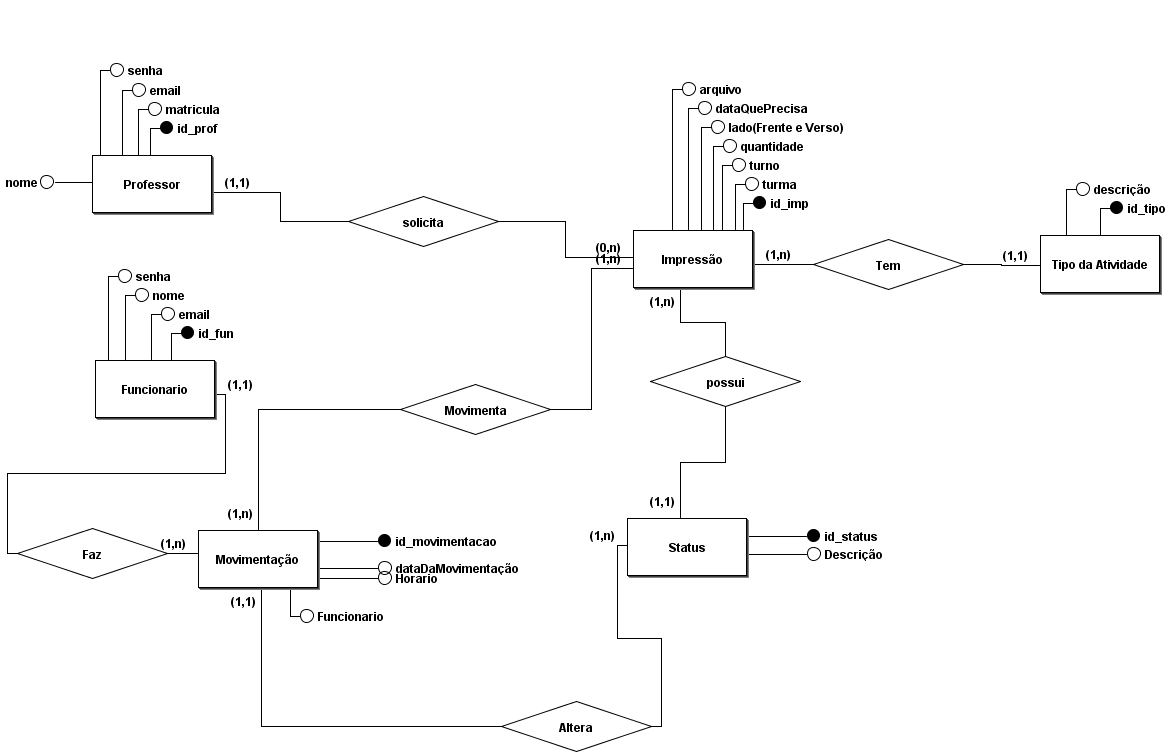 senha
email
matricula
id_prof
nome
Professor
(1,1)
solicita
arquivo
dataQuePrecisa
lado(Frente e Verso)
quantidade
turno
turma
id_imp
(0,n)
(1,n)
Impressão
(1,n)
(1,n)
Tem
(1,1)
descrição
id_tipo
Tipo da Atividade
senha
nome
email
id_fun
Funcionario
(1,1)
Movimenta
possui
(1,n)
(1,1)
Faz
(1,n)
Movimentação
id_movimentacao
dataDaMovimentação
Horario
Funcionario
(1,1)
(1,n)
Status
id_status
Descrição
Altera